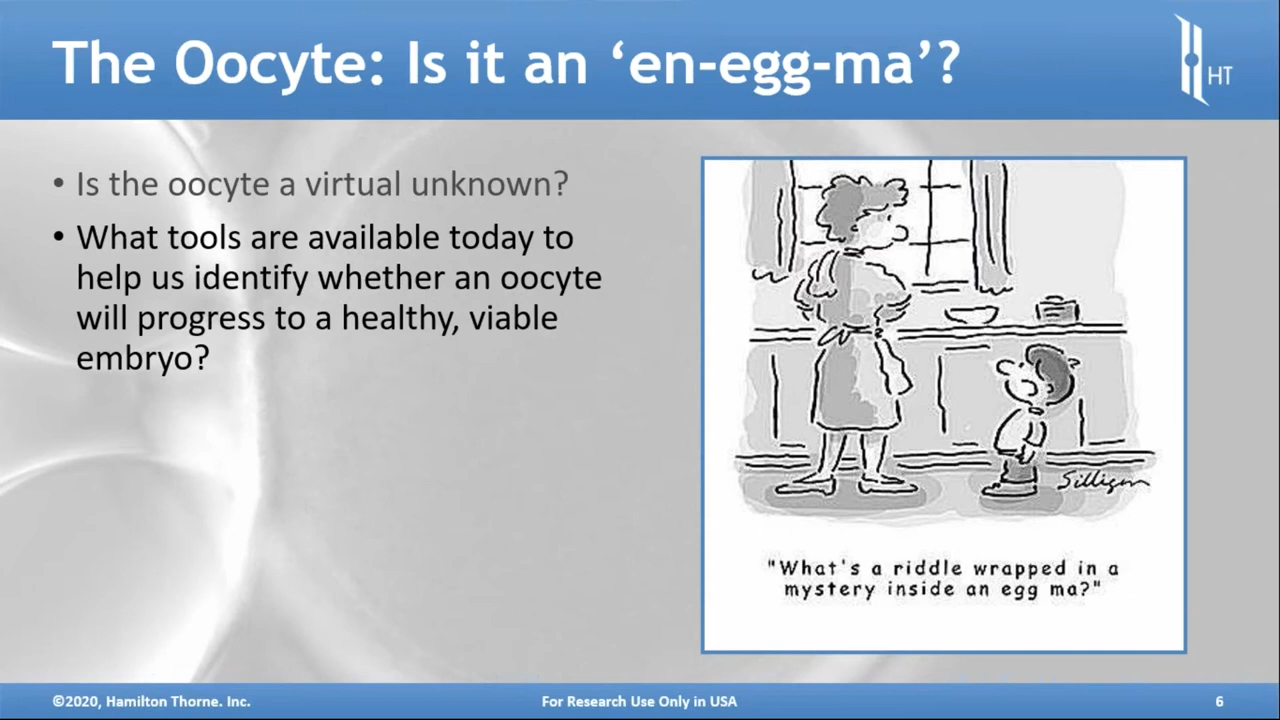 The Oocyte: Is it an ‘en-egg-ma’?
HT
• Is the oocyte a virtual unknown?
• What tools are available today to
help us identify whether an oocyte
will progress to a healthy, viable
embryo?
Silligan
"What's a riddle wrapped in a
mystery inside an egg ma?"
©2020, Hamilton Thorne. Inc.
For Research Use Only in USA
6